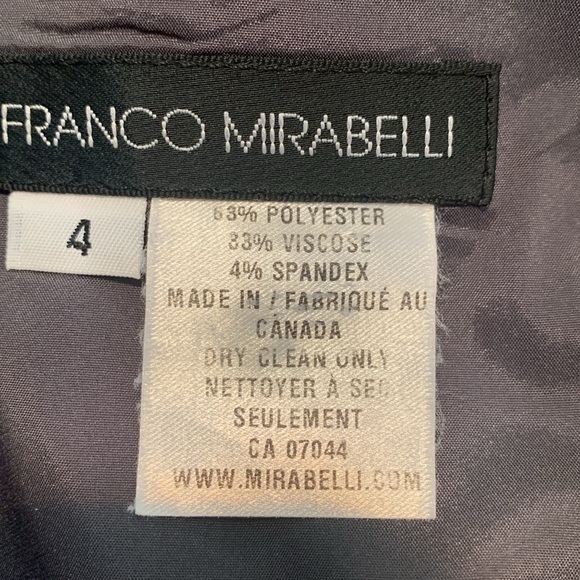 FRANCO MIRABELLI
4
63% POLYESTER
33% VISCOSE
4% SPANDEX
MADE IN / FABRIQUÉ AU
CANADA
DRY CLEAN ONLY
NETTOYER À SEC
SEULEMENT
CA 07044
WWW.MIRABELLI.COM